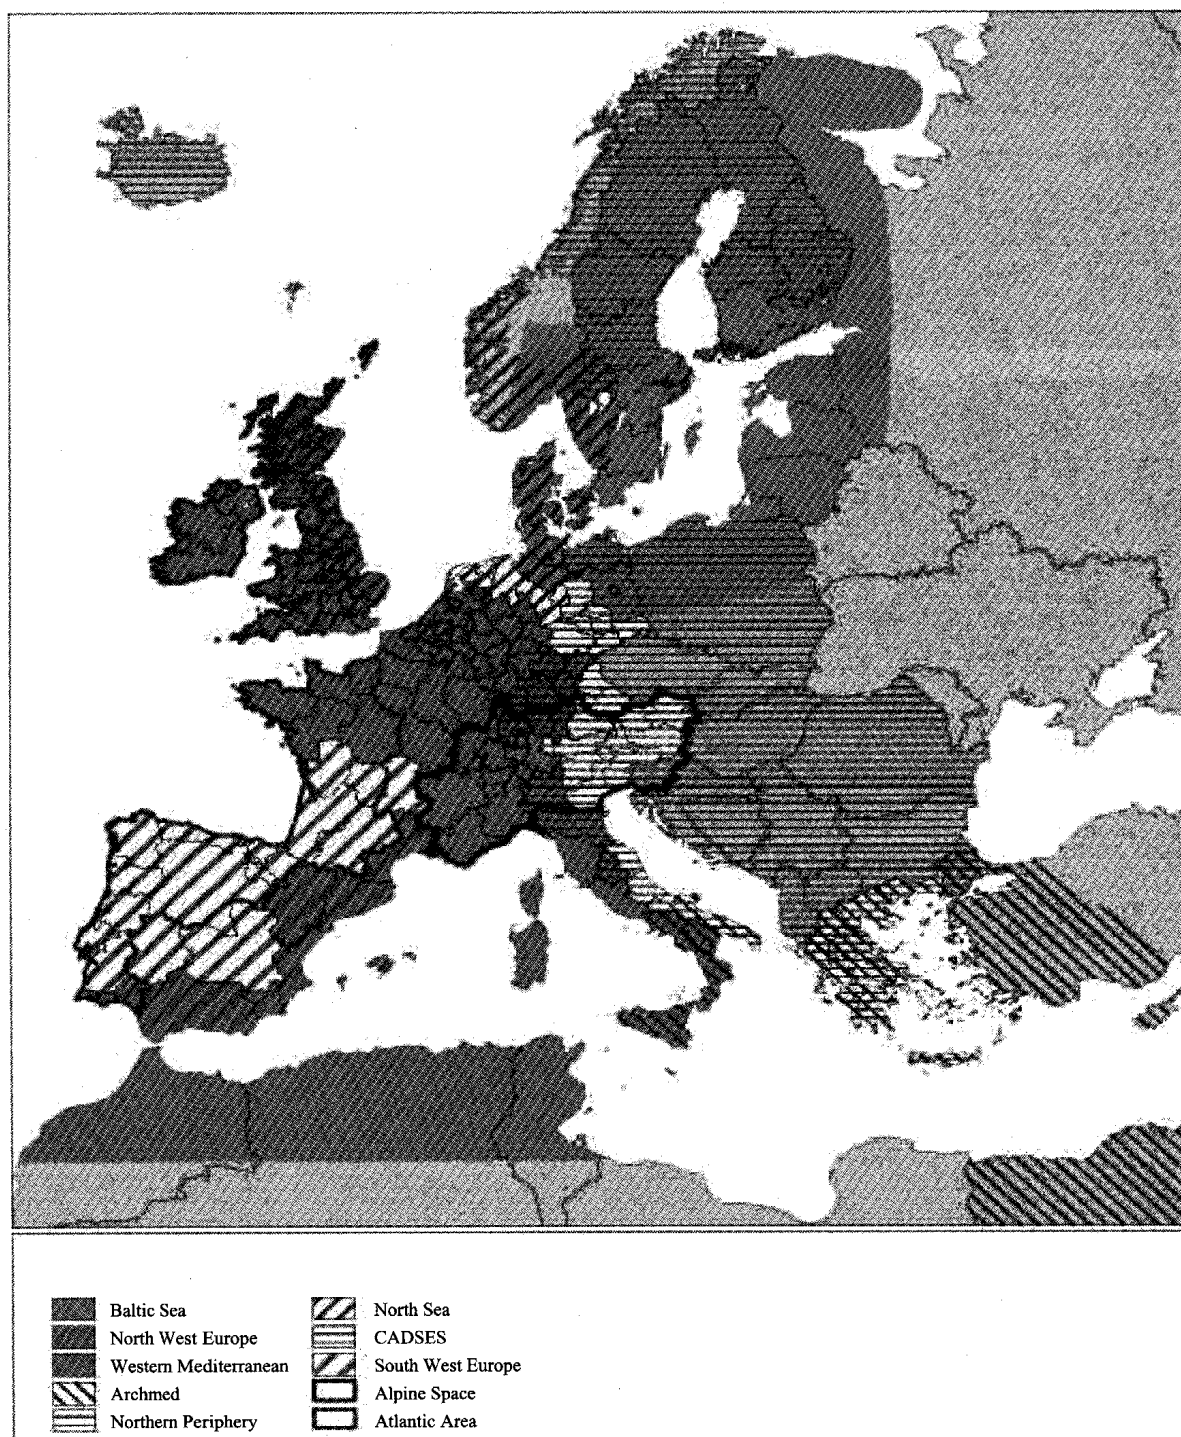 Baltic Sea
North West Europe
Western Mediterranean
Archmed
Northern Periphery
North Sea
CADSES
South West Europe
Alpine Space
Atlantic Area